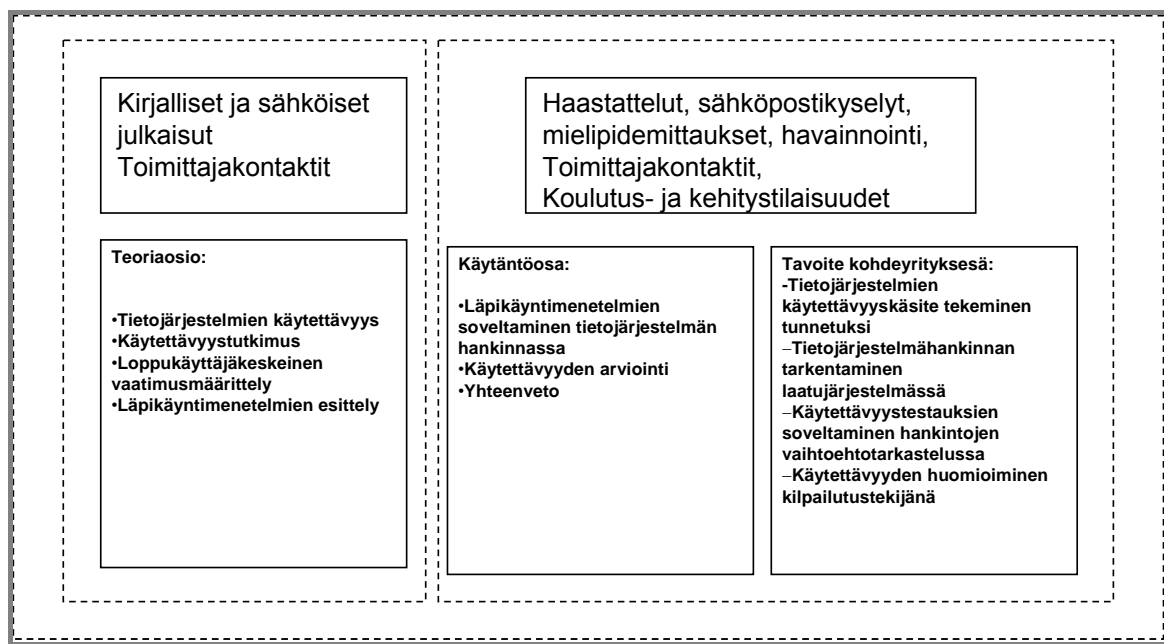 Kirjalliset ja sähköiset
julkaisut
Toimittajakontaktit
Haastattelut, sähköpostikyselyt,
mielipidemittaukset, havainnointi,
Toimittajakontaktit,
Koulutus- ja kehitystilaisuudet
Teoriaosio:
•Tietojärjestelmien käytettävyys
•Käytettävyystutkimus
•Loppukäyttäjäkeskeinen
vaatimusmäärittely
•Läpikäyntimenetelmien esittely
Käytäntöosa:
•Läpikäyntimenetelmien
soveltaminen tietojärjestelmän
hankinnassa
•Käytettävyyden arviointi
•Yhteenveto
Tavoite kohdeyrityksesä:
-Tietojärjestelmien
käytettävyyskäsite tekeminen
tunnetuksi
–Tietojärjestelmähankinnan
tarkentaminen
laatujärjestelmässä
–Käytettävyystestauksien
soveltaminen hankintojen
vaihtoehtotarkastelussa
–Käytettävyyden huomioiminen
kilpailutustekijänä